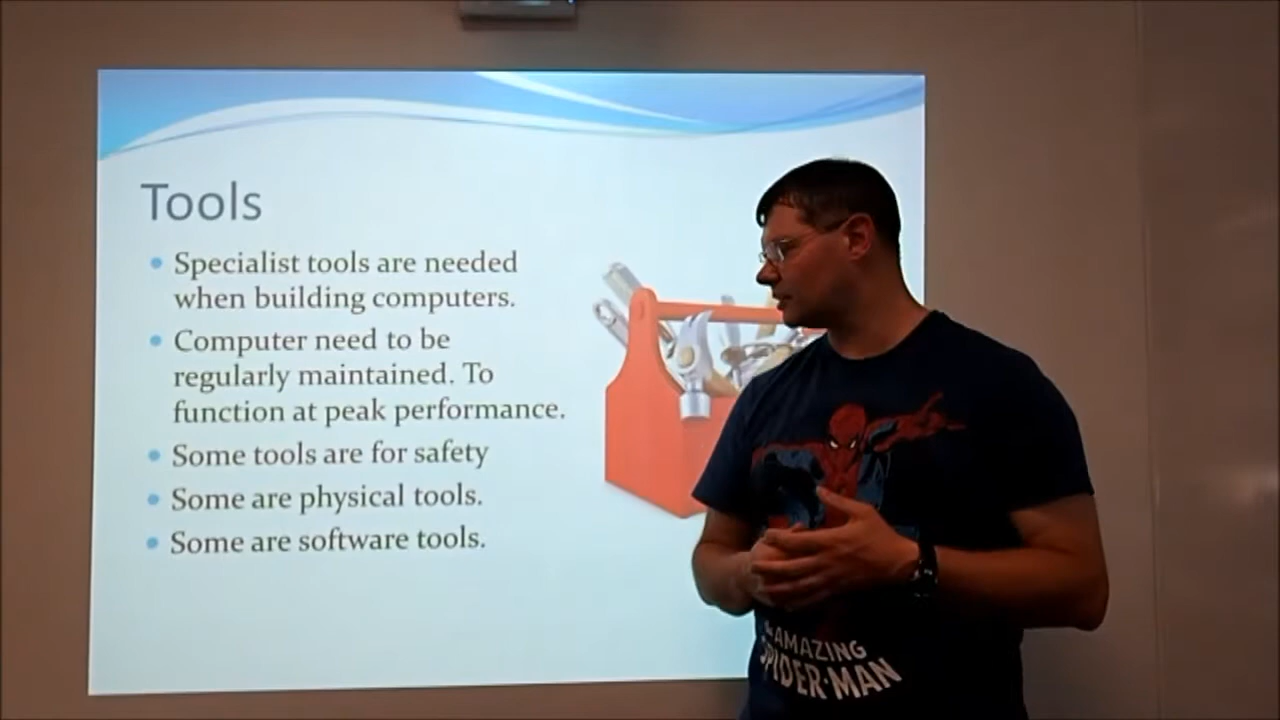 Tools
Specialist tools are needed
when building computers.
Computer need to be
regularly maintained. To
function at peak performance.
Some tools are for safety
Some are physical tools.
Some are software tools.
AMAZING
SPIDER-MAN